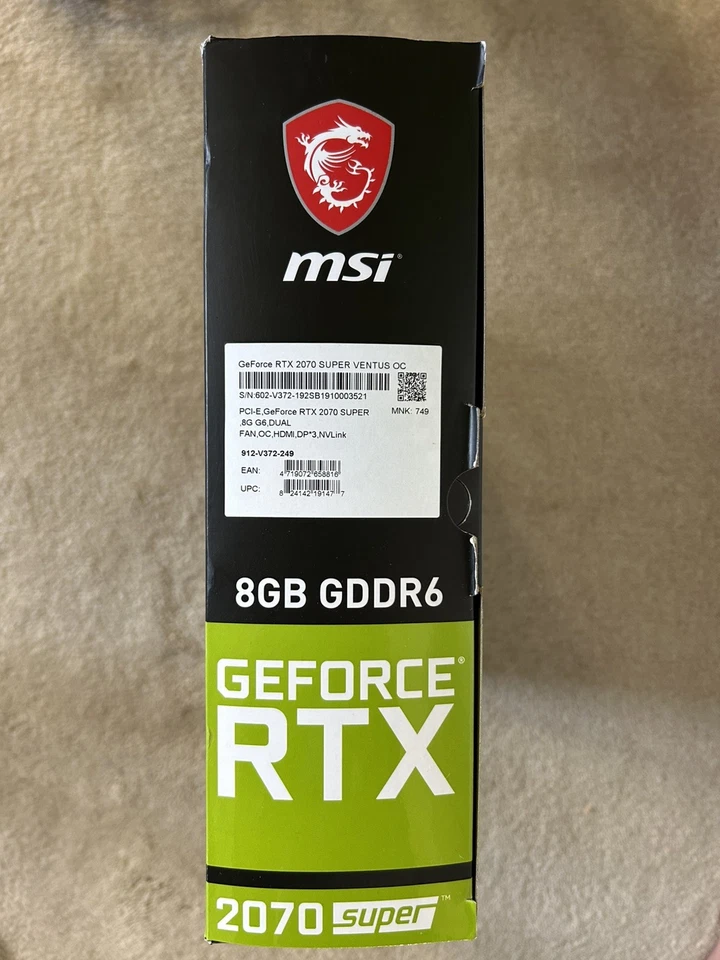 msi®
GeForce RTX 2070 SUPER VENTUS OC
S/N:602-V372-192SB1910003521
PCI-E,GeForce RTX 2070 SUPER
MNK: 749
,8G G6,DUAL
FAN,OC,HDMI,DP*3,NVLink
912-V372-249
EAN:
4 719072 658816
UPC:
8 24142 19147 7
8GB GDDR6
GEFORCE®
RTX
2070 super™